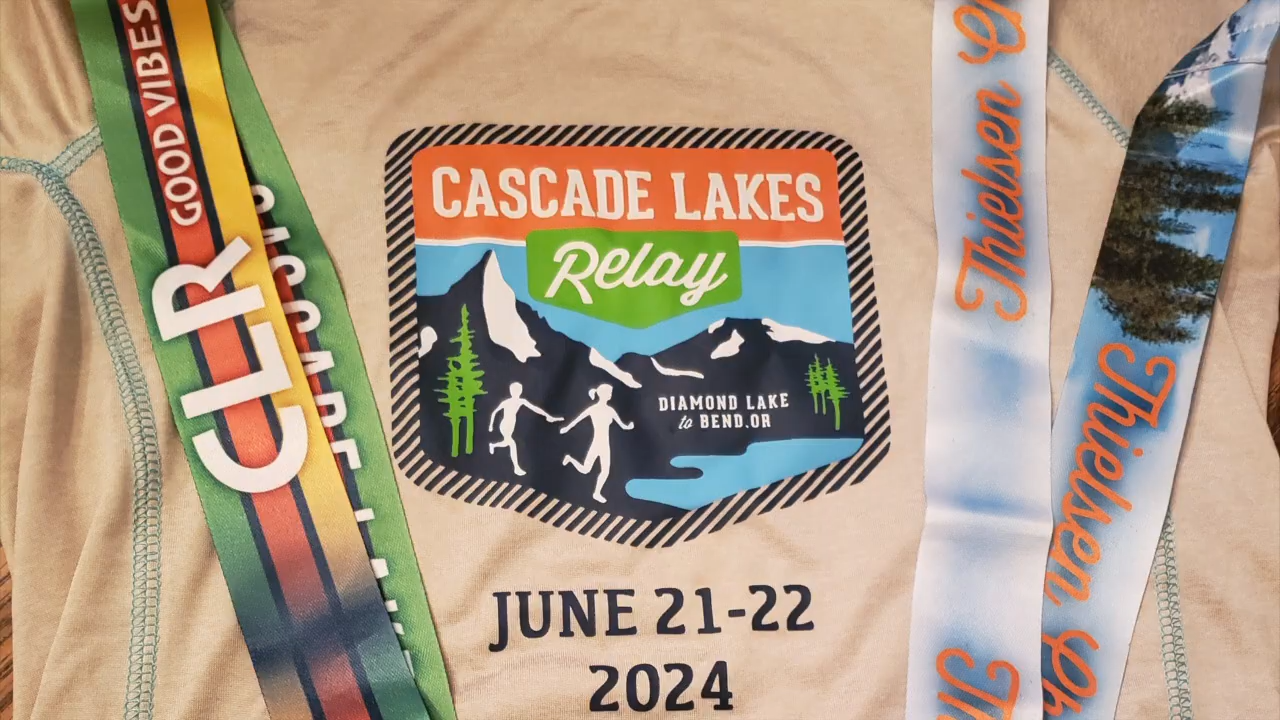 GOOD VIBES
CLR
CASCADE LAKES
Relay
DIAMOND LAKE
to BEND.OR
JUNE 21-22
2024
Thielsen
Thielsen